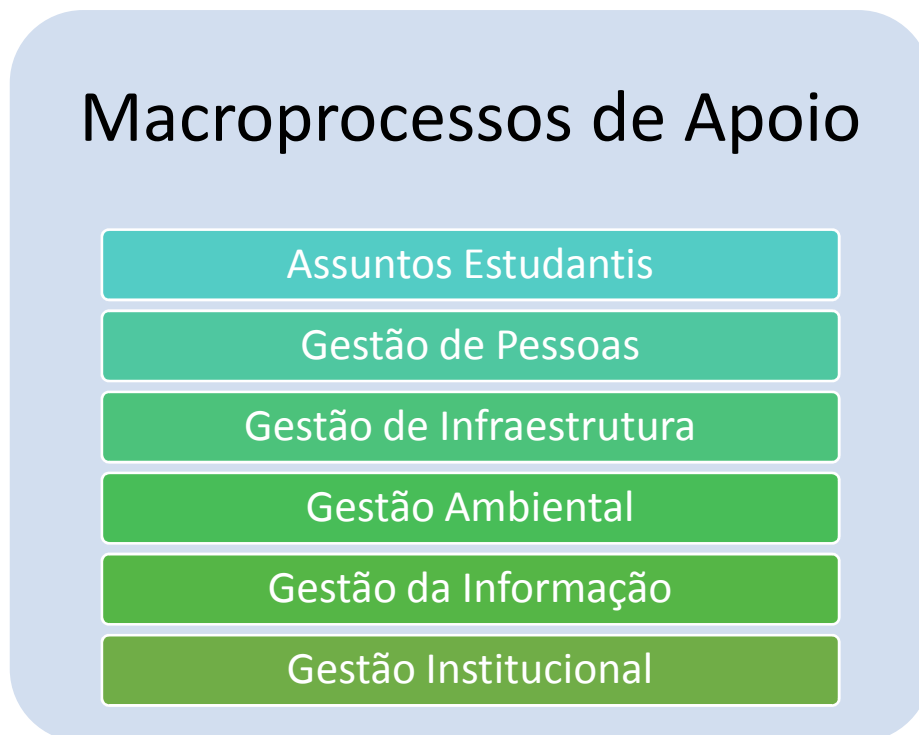 Macroprocessos de Apoio
Assuntos Estudantis
Gestão de Pessoas
Gestão de Infraestrutura
Gestão Ambiental
Gestão da Informação
Gestão Institucional